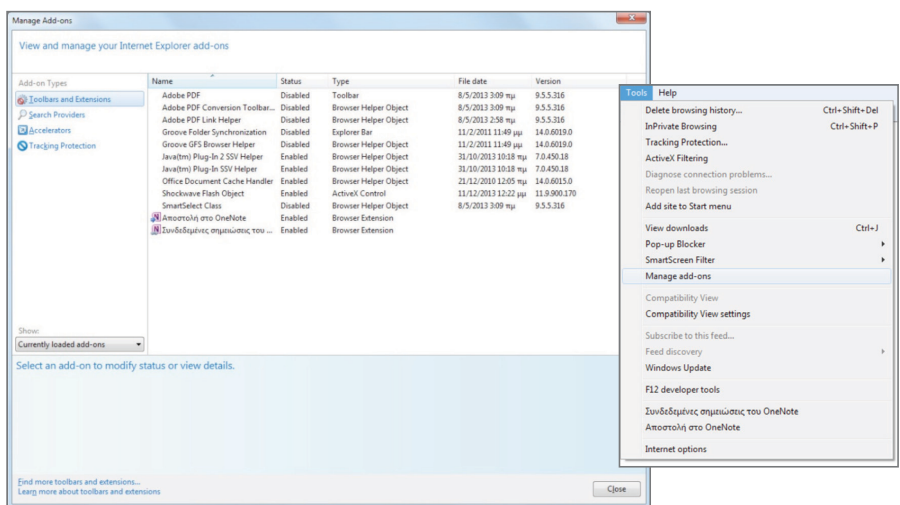 Manage Add-ons
View and manage your Internet Explorer add-ons
Add-on Types
Toolbars and Extensions
Search Providers
Accelerators
Tracking Protection
Name Status Type File date Version
Adobe PDF Disabled Toolbar 8/5/2013 3:09 πμ 9.5.5.316
Adobe PDF Conversion Toolbar... Disabled Browser Helper Object 8/5/2013 3:09 πμ 9.5.5.316
Adobe PDF Link Helper Disabled Browser Helper Object 8/5/2013 2:58 πμ 9.5.5.316
Groove Folder Synchronization Disabled Explorer Bar 11/2/2011 11:49 μμ 14.0.6019.0
Groove GFS Browser Helper Disabled Browser Helper Object 11/2/2011 11:49 μμ 14.0.6019.0
Java(tm) Plug-In 2 SSV Helper Enabled Browser Helper Object 31/10/2013 10:18 πμ 7.0.450.18
Java(tm) Plug-In SSV Helper Enabled Browser Helper Object 31/10/2013 10:18 πμ 7.0.450.18
Office Document Cache Handler Enabled Browser Helper Object 21/12/2010 12:05 πμ 14.0.6015.0
Shockwave Flash Object Enabled ActiveX Control 11/12/2013 12:22 μμ 11.9.900.170
SmartSelect Class Disabled Browser Helper Object 8/5/2013 3:09 πμ 9.5.5.316
Αποστολή στο OneNote Enabled Browser Extension
Συνδεδεμένες σημειώσεις του ... Enabled Browser Extension
Show:
Currently loaded add-ons
Select an add-on to modify status or view details.
Find more toolbars and extensions...
Learn more about toolbars and extensions
Close
Tools Help
Delete browsing history... Ctrl+Shift+Del
InPrivate Browsing Ctrl+Shift+P
Tracking Protection...
ActiveX Filtering
Diagnose connection problems...
Reopen last browsing session
Add site to Start menu
View downloads Ctrl+J
Pop-up Blocker
SmartScreen Filter
Manage add-ons
Compatibility View
Compatibility View settings
Subscribe to this feed...
Feed discovery
Windows Update
F12 developer tools
Συνδεδεμένες σημειώσεις του OneNote
Αποστολή στο OneNote
Internet options